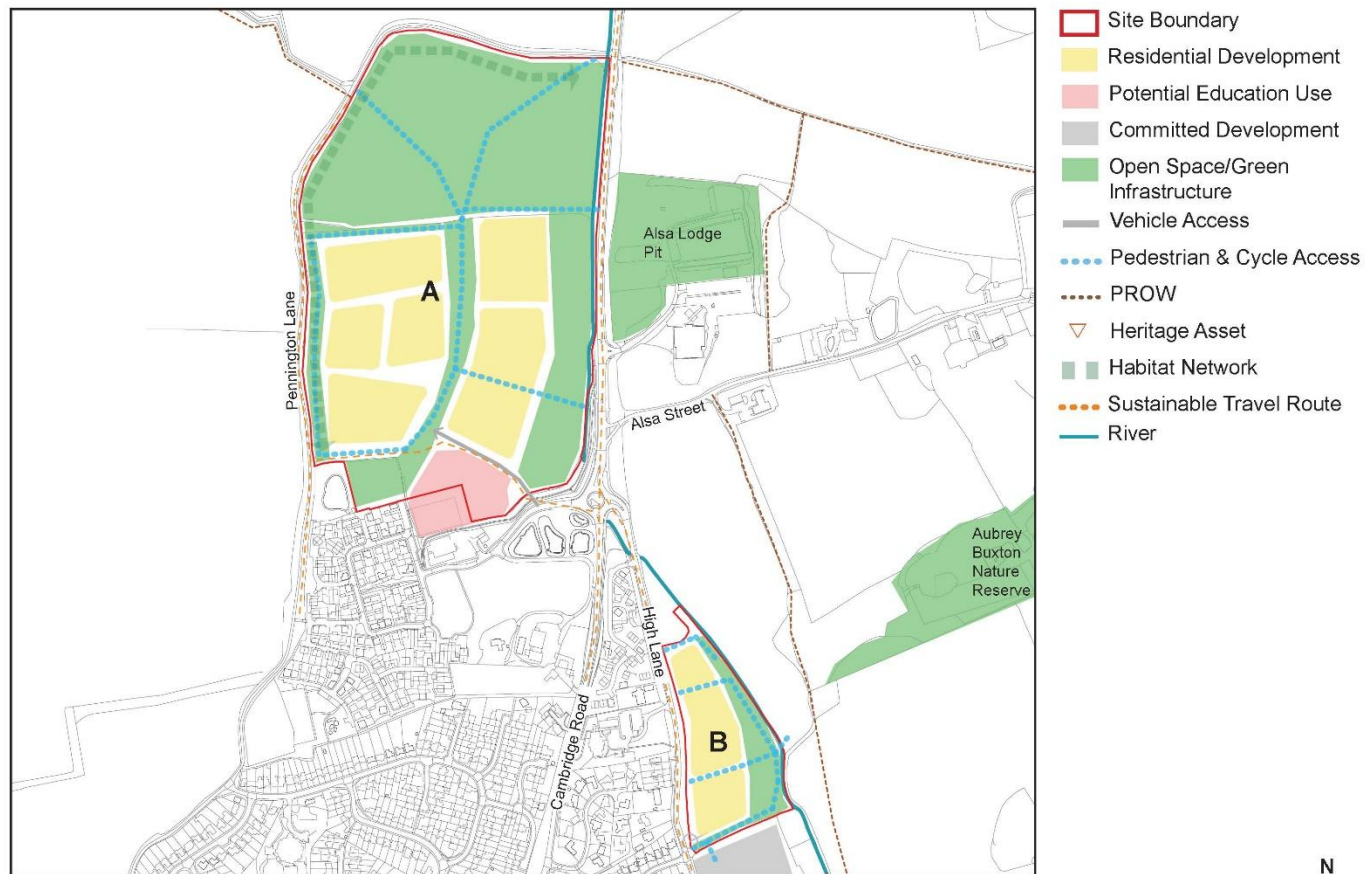 Site Boundary
Residential Development
Potential Education Use
Committed Development
Open Space/Green
Infrastructure
Vehicle Access
Pedestrian & Cycle Access
PROW
Heritage Asset
Habitat Network
Sustainable Travel Route
River
Alsa Lodge
Pit
A
Pennington Lane
Alsa Street
Aubrey
Buxton
Nature
Reserve
High Lane
Cambridge Road
B
N